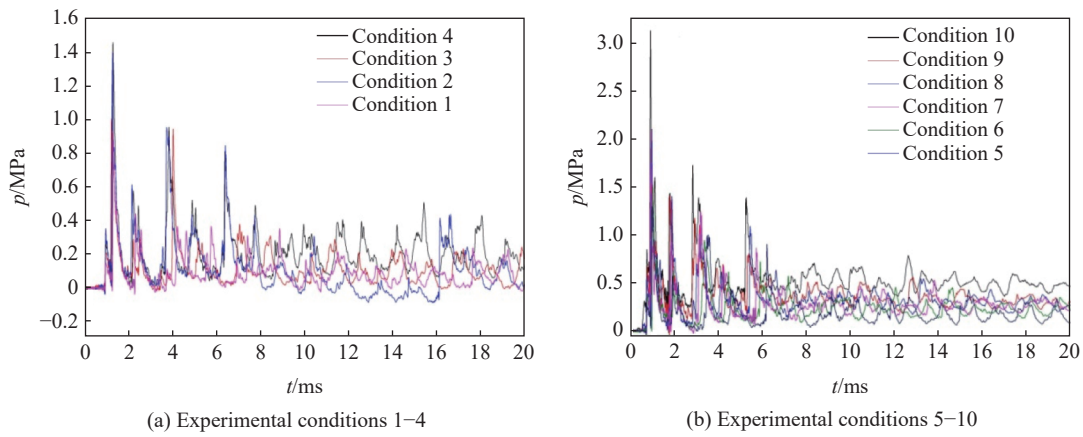 1.6
1.4
1.2
1.0
0.8
0.6
0.4
0.2
0
−0.2
p/MPa
0 2 4 6 8 10 12 14 16 18 20
t/ms
Condition 4
Condition 3
Condition 2
Condition 1
(a) Experimental conditions 1−4
3.0
2.5
2.0
1.5
1.0
0.5
0
p/MPa
0 2 4 6 8 10 12 14 16 18 20
t/ms
Condition 10
Condition 9
Condition 8
Condition 7
Condition 6
Condition 5
(b) Experimental conditions 5−10